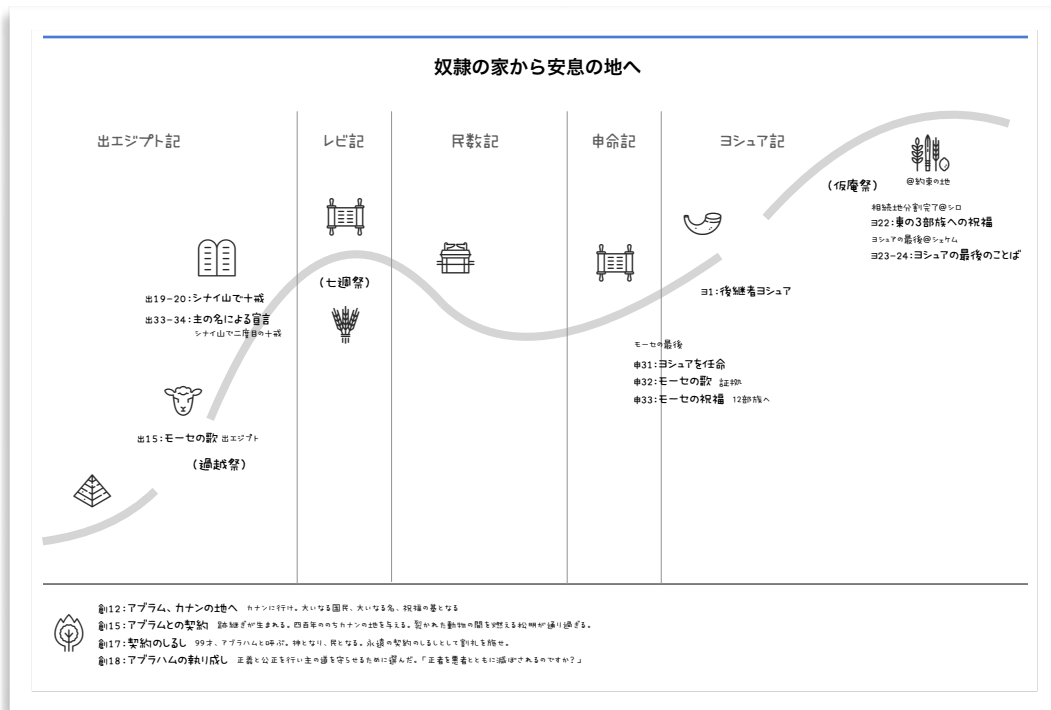 奴隷の家から安息の地へ
出エジプト記
レビ記
民数記
申命記
ヨシュア記
(仮庵祭)
@約束の地
相続地分割完了@シロ
ヨ22:東の3部族への祝福
ヨシュアの最後@シェケム
ヨ23-24:ヨシュアの最後のことば
(七週祭)
出19-20:シナイ山で十戒
出33-34:主の名による宣言
シナイ山で二度目の十戒
ヨ1:後継者ヨシュア
モーセの最後
申31:ヨシュアを任命
申32:モーセの歌 証拠
申33:モーセの祝福 12部族へ
出15:モーセの歌 出エジプト
(過越祭)
創12:アブラム、カナンの地へ カナンに行け。大いなる国民、大いなる名、祝福の基となる
創15:アブラムとの契約 跡継ぎが生まれる。四百年ののちカナンの地を与える。裂かれた動物の間を燃える松明が通り過ぎる。
創17:契約のしるし 99才、アブラハムと呼ぶ。神となり、民となる。永遠の契約のしるしとして割礼を施せ。
創18:アブラハムの執り成し 正義と公正を行い主の道を守らせるために選んだ。「正者を悪者とともに滅ぼされるのですか?」